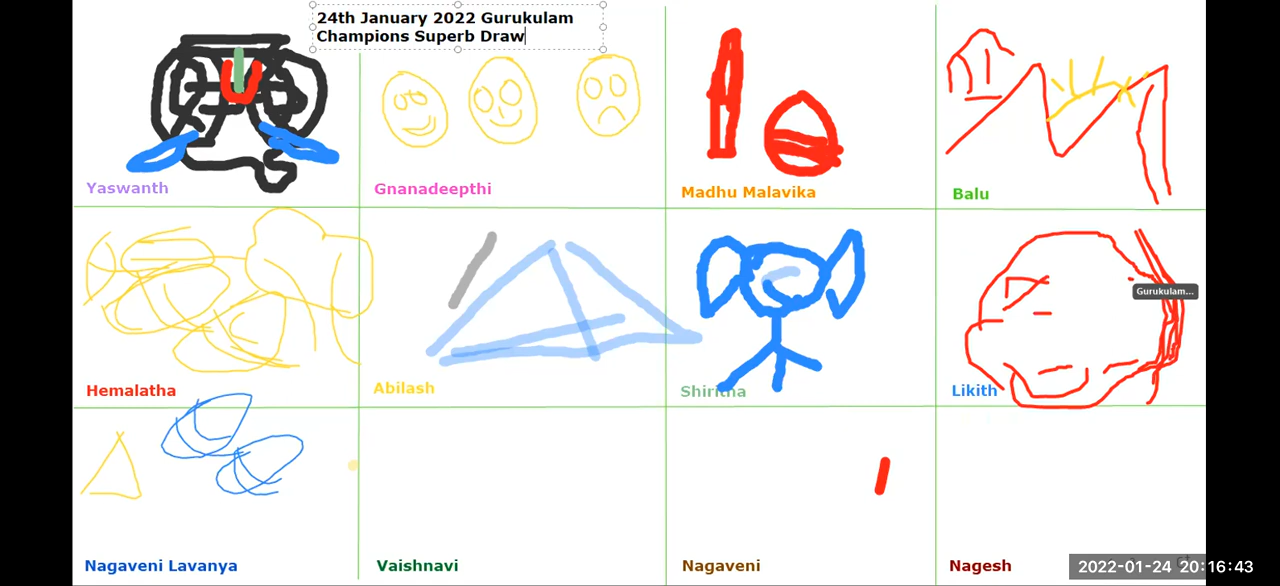 24th January 2022 Gurukulam
Champions Superb Draw
Yaswanth
Gnanadeepthi
Madhu Malavika
Balu
Gurukulam...
Hemalatha
Abilash
Shiritha
Likith
Nagaveni Lavanya
Vaishnavi
Nagaveni
Nagesh
2022-01-24 20:16:43